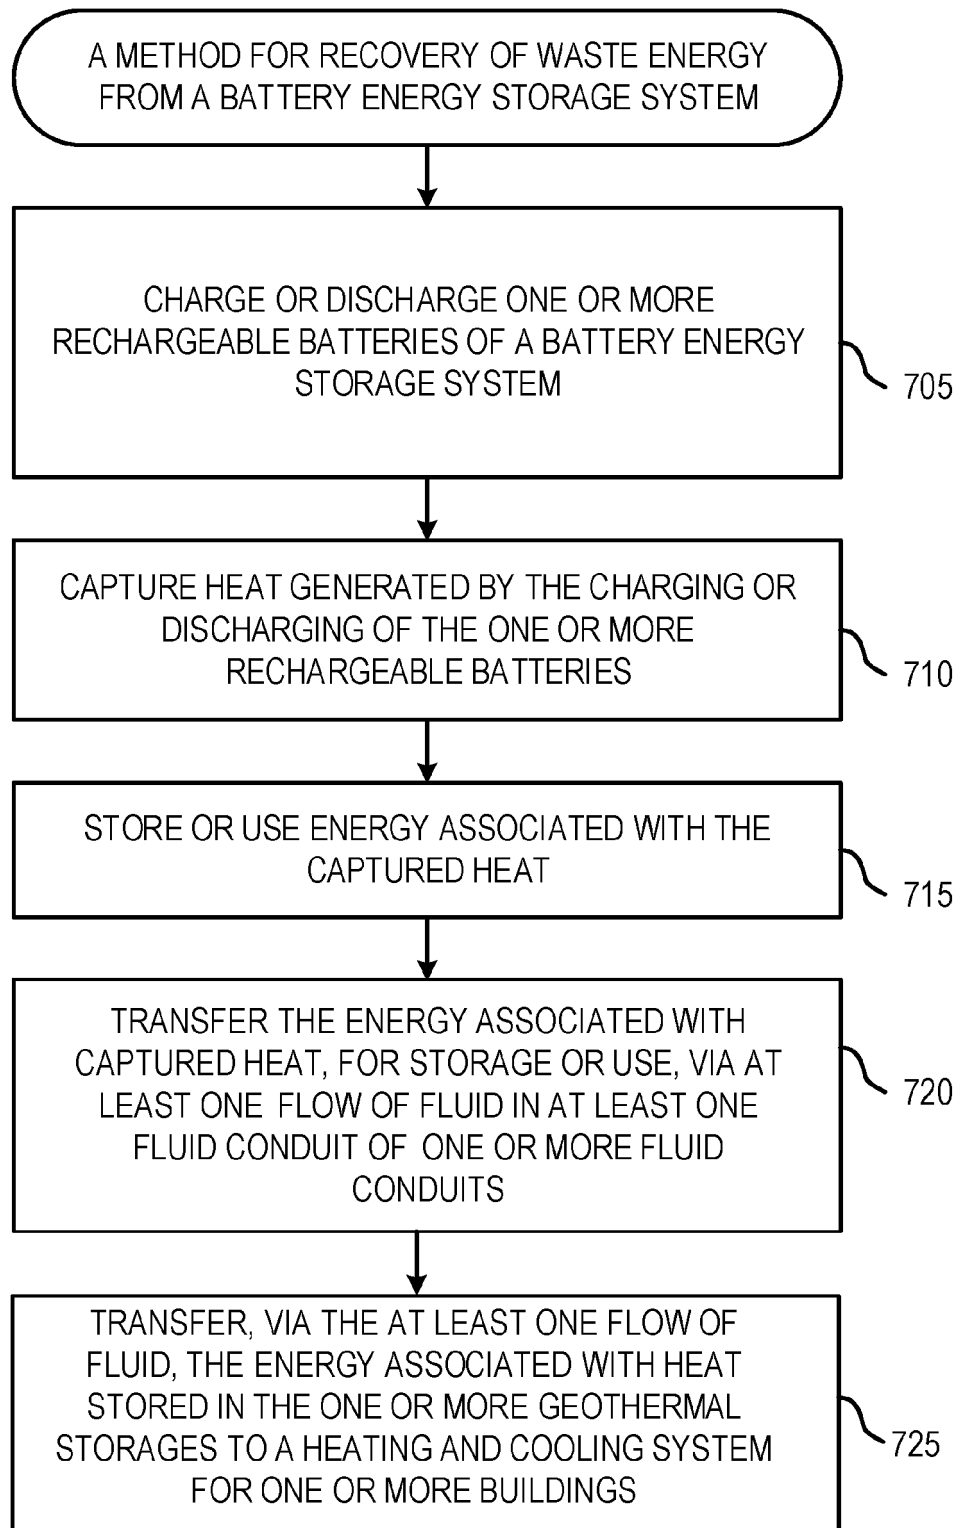 A METHOD FOR RECOVERY OF WASTE ENERGY
FROM A BATTERY ENERGY STORAGE SYSTEM
CHARGE OR DISCHARGE ONE OR MORE
RECHARGEABLE BATTERIES OF A BATTERY ENERGY
STORAGE SYSTEM
705
CAPTURE HEAT GENERATED BY THE CHARGING OR
DISCHARGING OF THE ONE OR MORE
RECHARGEABLE BATTERIES
710
STORE OR USE ENERGY ASSOCIATED WITH THE
CAPTURED HEAT
715
TRANSFER THE ENERGY ASSOCIATED WITH
CAPTURED HEAT, FOR STORAGE OR USE, VIA AT
LEAST ONE FLOW OF FLUID IN AT LEAST ONE
FLUID CONDUIT OF ONE OR MORE FLUID
CONDUITS
720
TRANSFER, VIA THE AT LEAST ONE FLOW OF
FLUID, THE ENERGY ASSOCIATED WITH HEAT
STORED IN THE ONE OR MORE GEOTHERMAL
STORAGES TO A HEATING AND COOLING SYSTEM
FOR ONE OR MORE BUILDINGS
725